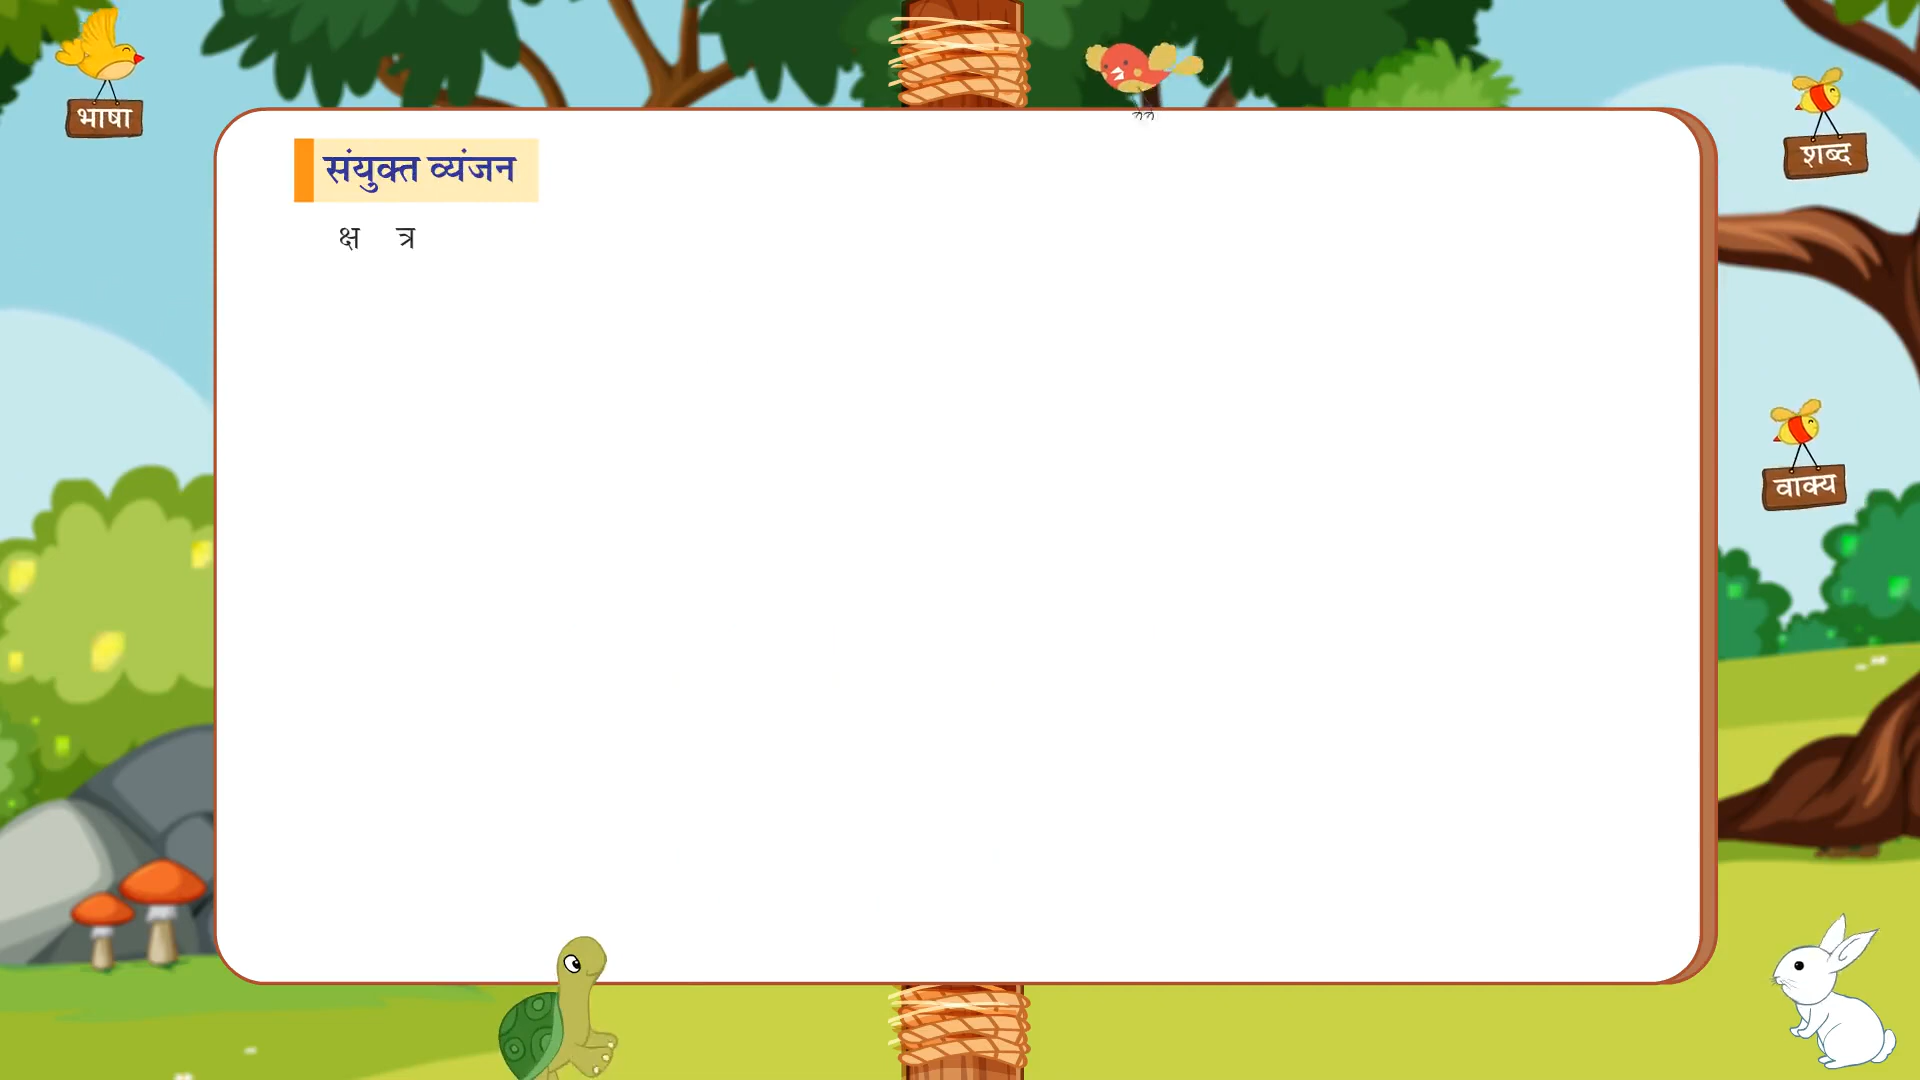 भाषा
शब्द
संयुक्त व्यंजन
क्ष त्र
वाक्य